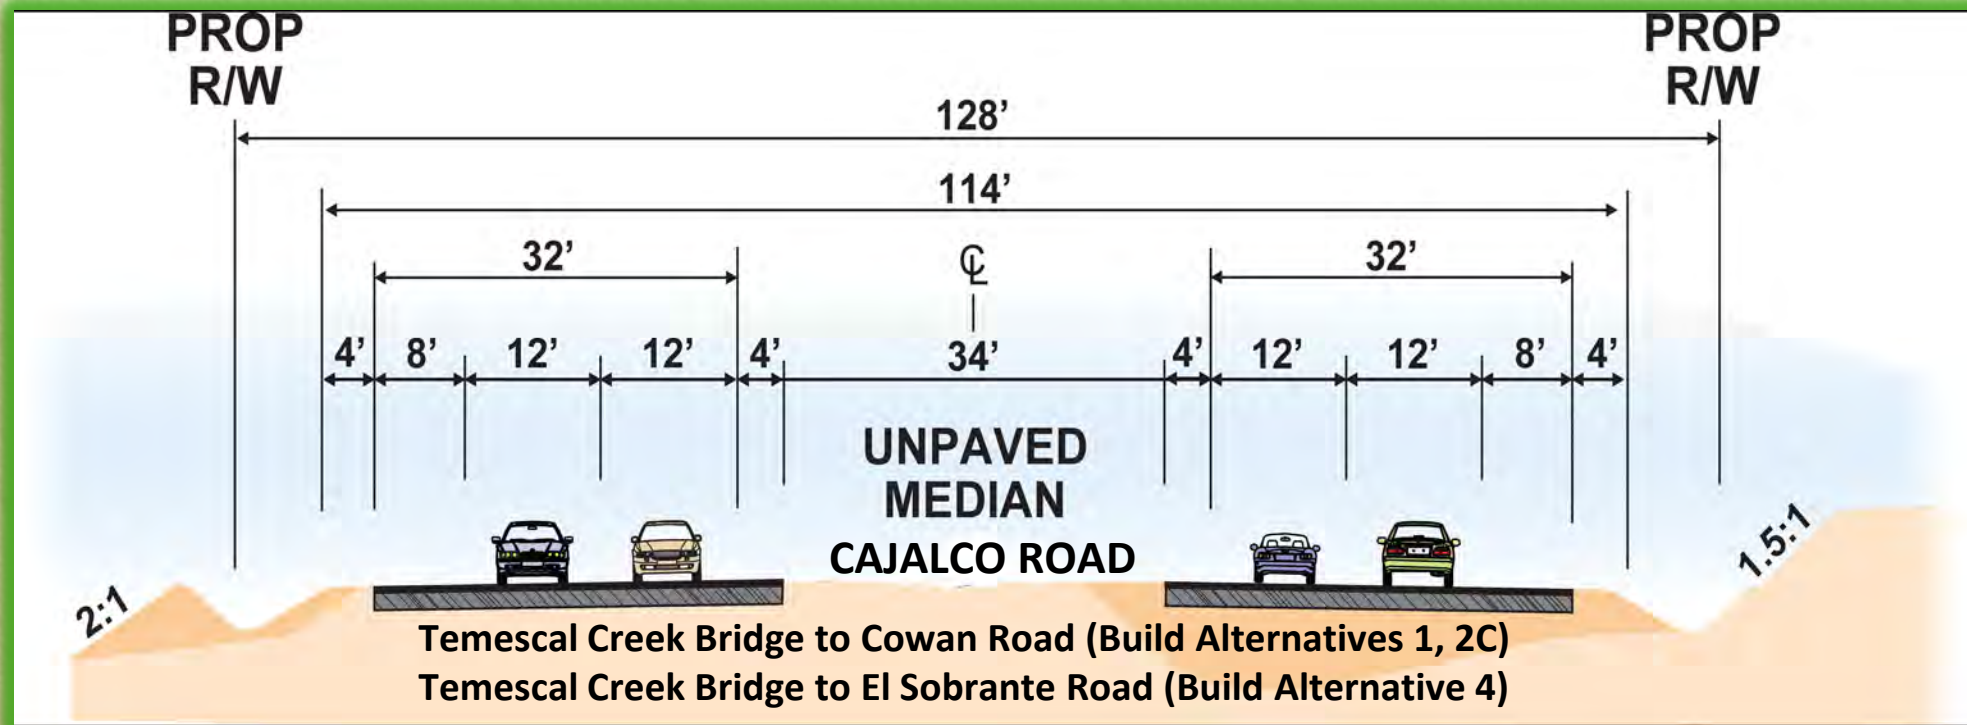 PROP R/W
PROP R/W
128’
114’
32’
℄
32’
4’ 8’ 12’ 12’ 4’ 34’ 4’ 12’ 12’ 8’ 4’
UNPAVED
MEDIAN
CAJALCO ROAD
2:1
1.5:1
Temescal Creek Bridge to Cowan Road (Build Alternatives 1, 2C)
Temescal Creek Bridge to El Sobrante Road (Build Alternative 4)